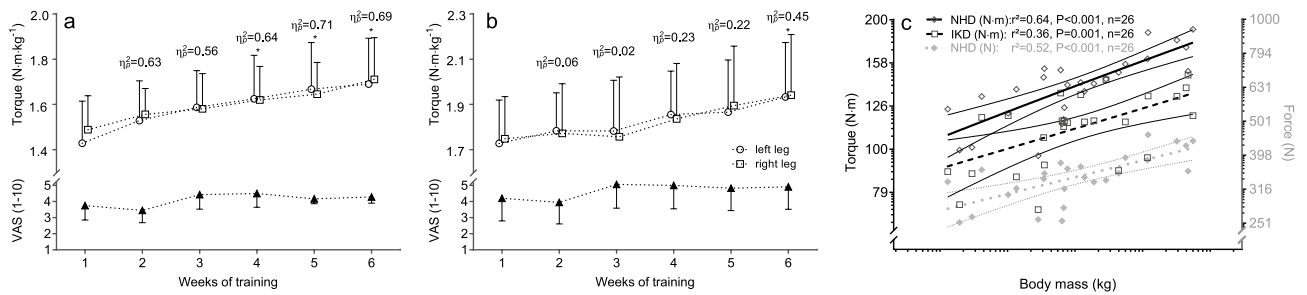 a
2.0
1.8
1.6
1.4
Torque (N·m·kg⁻¹)
η²ₚ=0.63
η²ₚ=0.56
η²ₚ=0.64
*
η²ₚ=0.71
*
η²ₚ=0.69
*
5
4
3
2
1
VAS (1-10)
1 2 3 4 5 6
Weeks of training
b
2.3
2.1
1.9
1.7
Torque (N·m·kg⁻¹)
η²ₚ=0.06
η²ₚ=0.02
η²ₚ=0.23
η²ₚ=0.22
η²ₚ=0.45
*
left leg
right leg
5
4
3
2
1
VAS (1-10)
1 2 3 4 5 6
Weeks of training
c
NHD (N·m): r²=0.64, P<0.001, n=26
IKD (N·m): r²=0.36, P=0.001, n=26
NHD (N): r²=0.52, P<0.001, n=26
200
158
126
100
79
Torque (N·m)
1000
794
631
501
398
316
251
Force (N)
Body mass (kg)